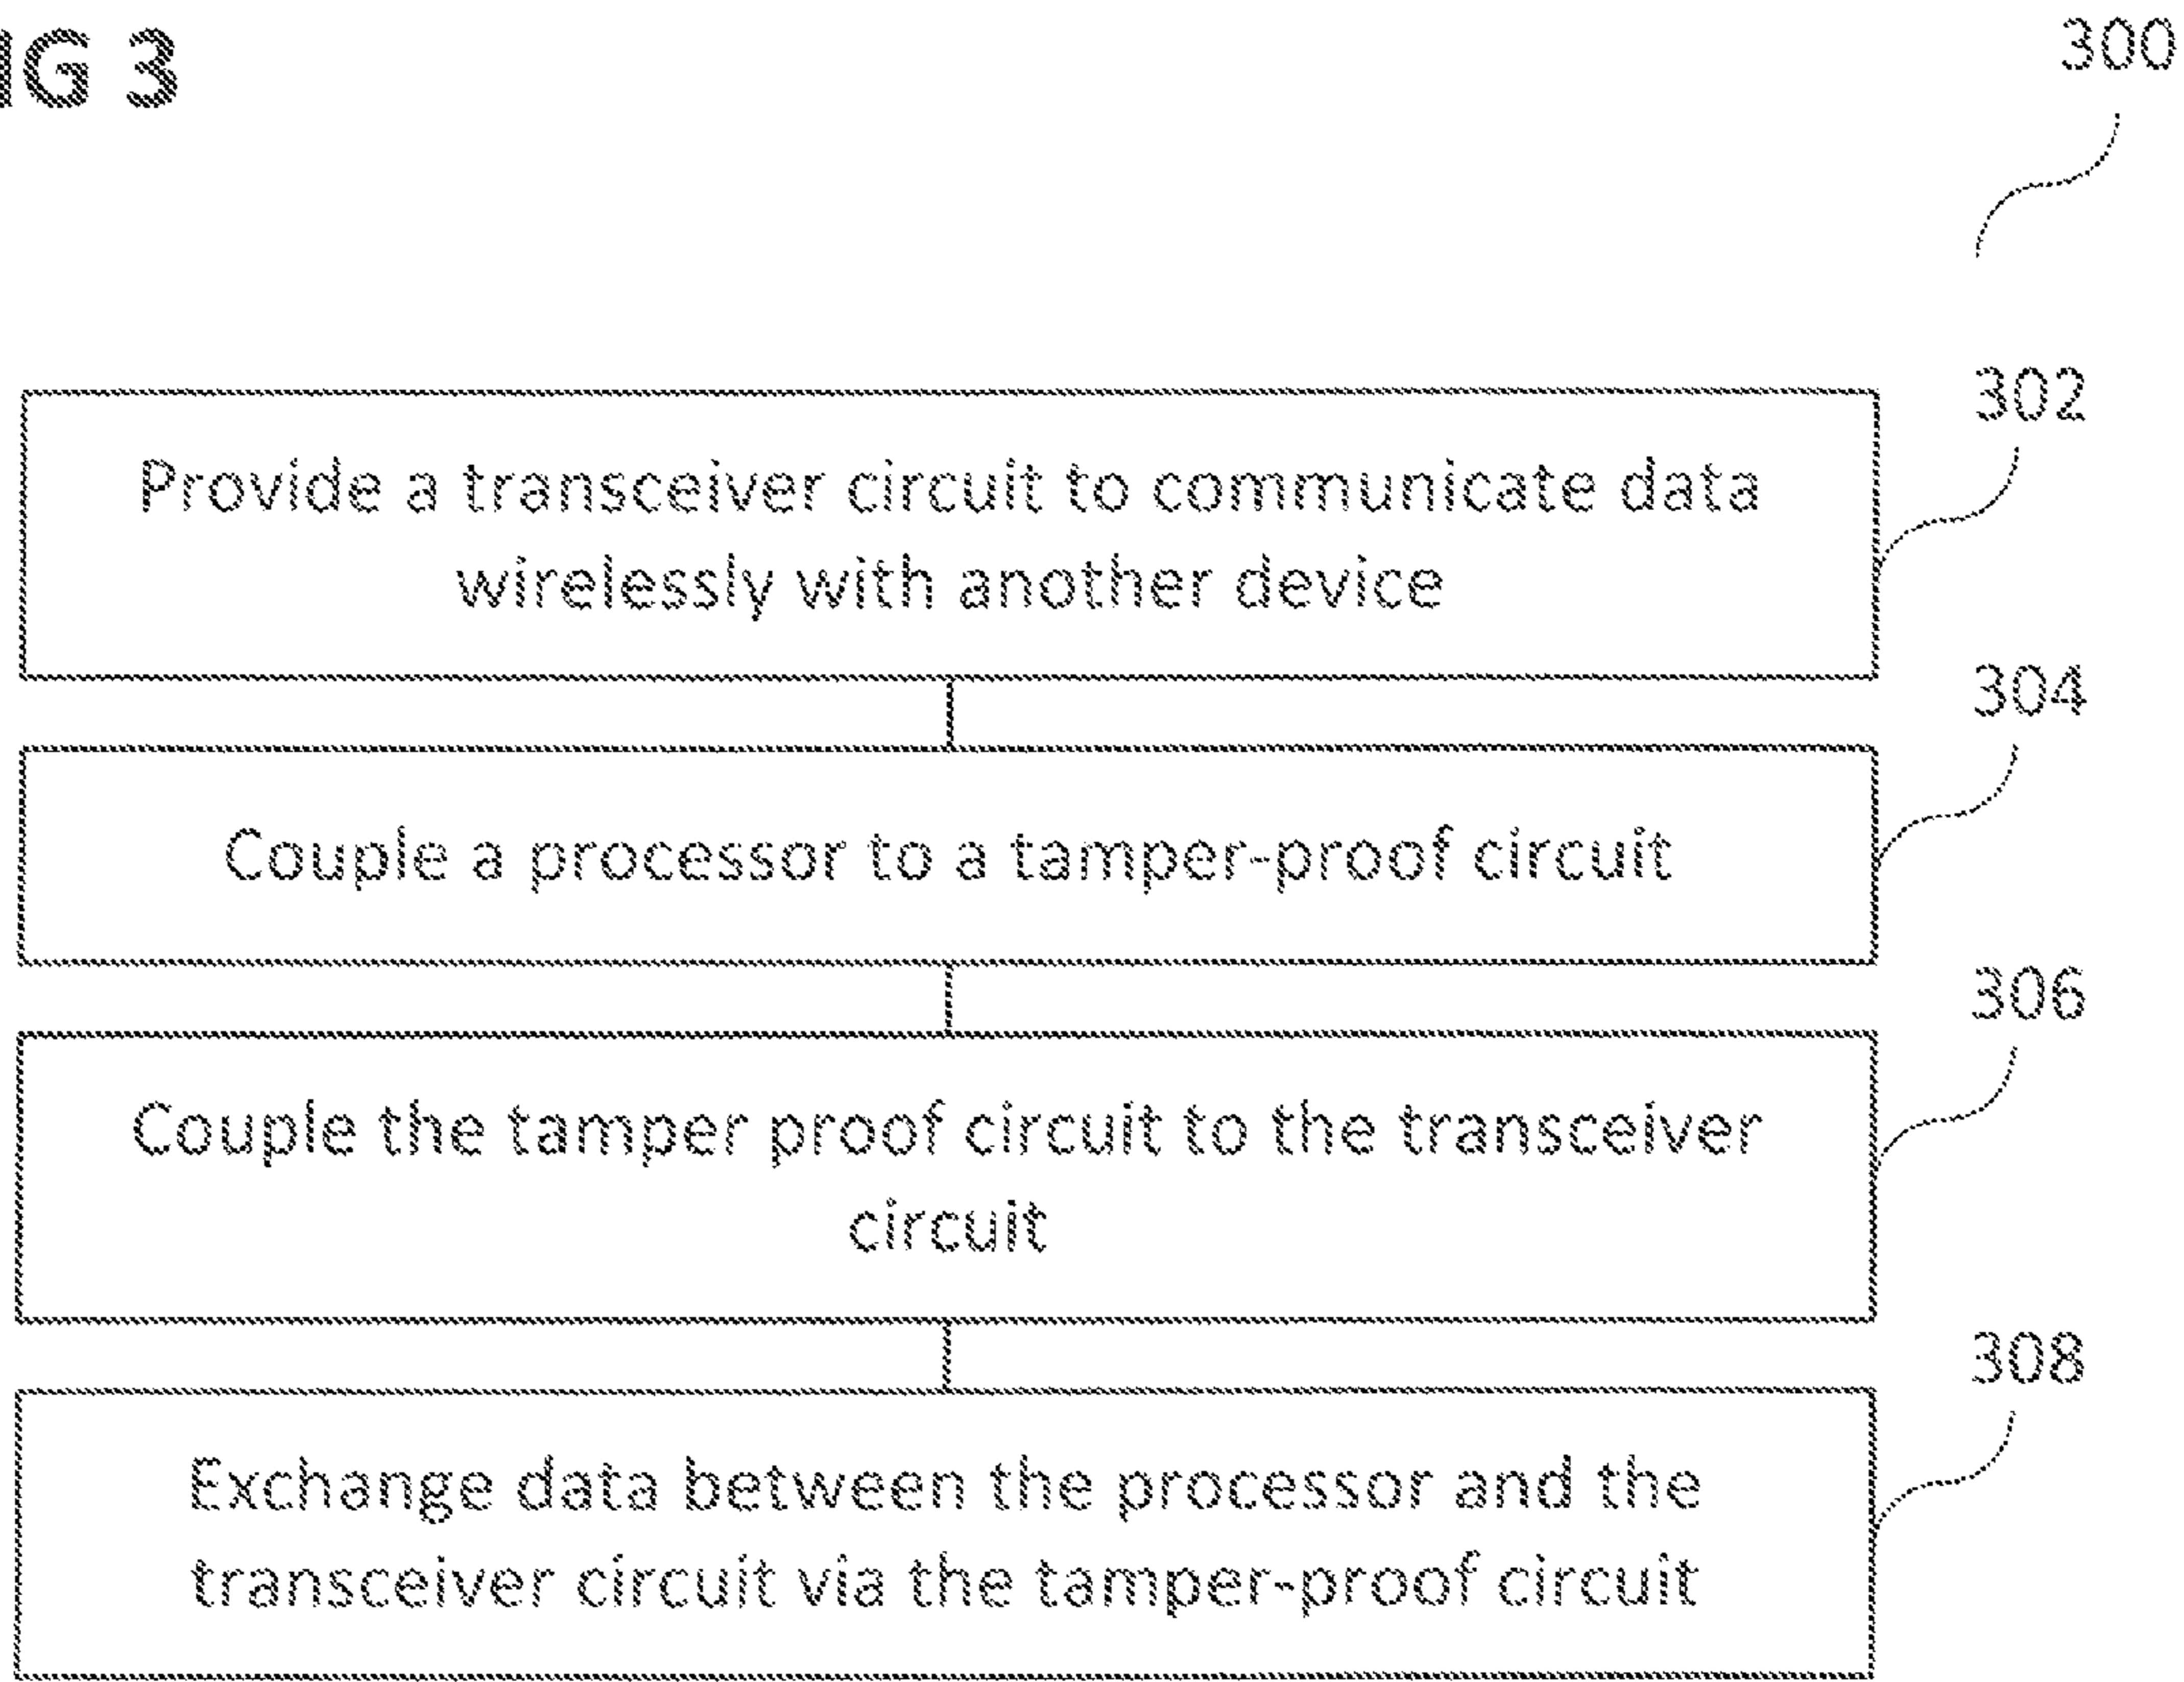 IG 3
300
302
Provide a transceiver circuit to communicate data
wirelessly with another device
304
Couple a processor to a tamper-proof circuit
306
Couple the tamper proof circuit to the transceiver
circuit
308
Exchange data between the processor and the
transceiver circuit via the tamper-proof circuit